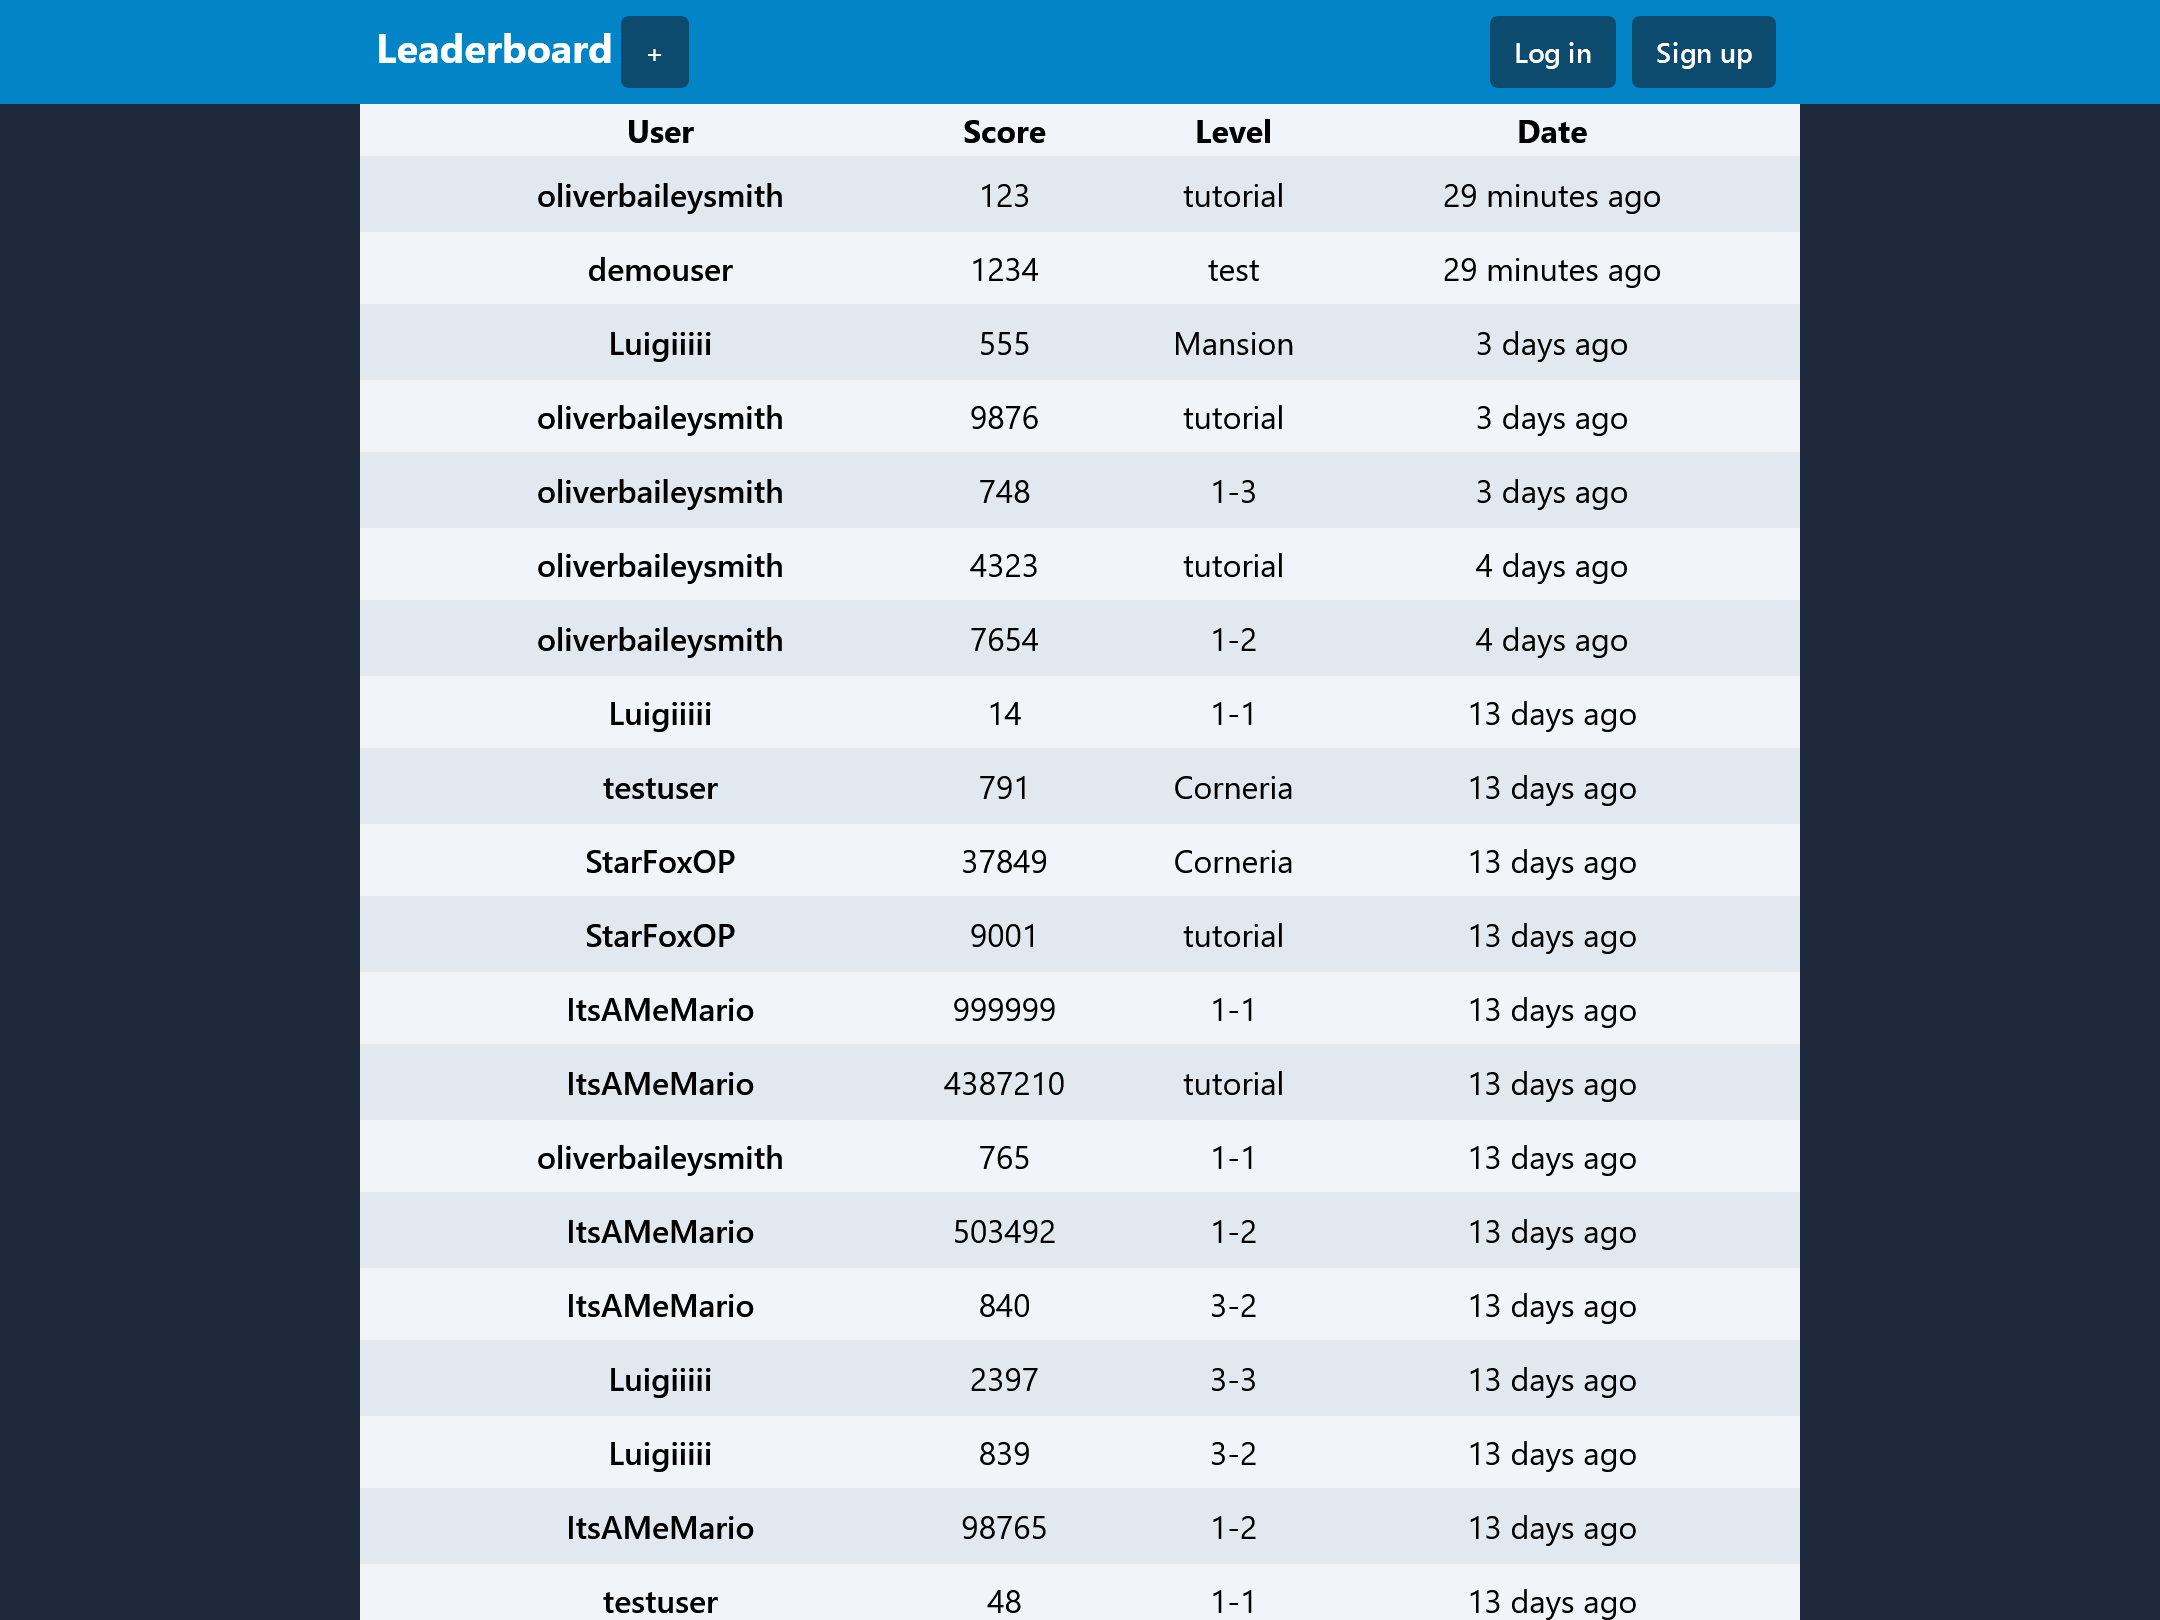 Leaderboard + Log in Sign up
User Score Level Date
oliverbaileysmith 123 tutorial 29 minutes ago
demouser 1234 test 29 minutes ago
Luigiiiii 555 Mansion 3 days ago
oliverbaileysmith 9876 tutorial 3 days ago
oliverbaileysmith 748 1-3 3 days ago
oliverbaileysmith 4323 tutorial 4 days ago
oliverbaileysmith 7654 1-2 4 days ago
Luigiiiii 14 1-1 13 days ago
testuser 791 Corneria 13 days ago
StarFoxOP 37849 Corneria 13 days ago
StarFoxOP 9001 tutorial 13 days ago
ItsAMeMario 999999 1-1 13 days ago
ItsAMeMario 4387210 tutorial 13 days ago
oliverbaileysmith 765 1-1 13 days ago
ItsAMeMario 503492 1-2 13 days ago
ItsAMeMario 840 3-2 13 days ago
Luigiiiii 2397 3-3 13 days ago
Luigiiiii 839 3-2 13 days ago
ItsAMeMario 98765 1-2 13 days ago
testuser 48 1-1 13 days ago